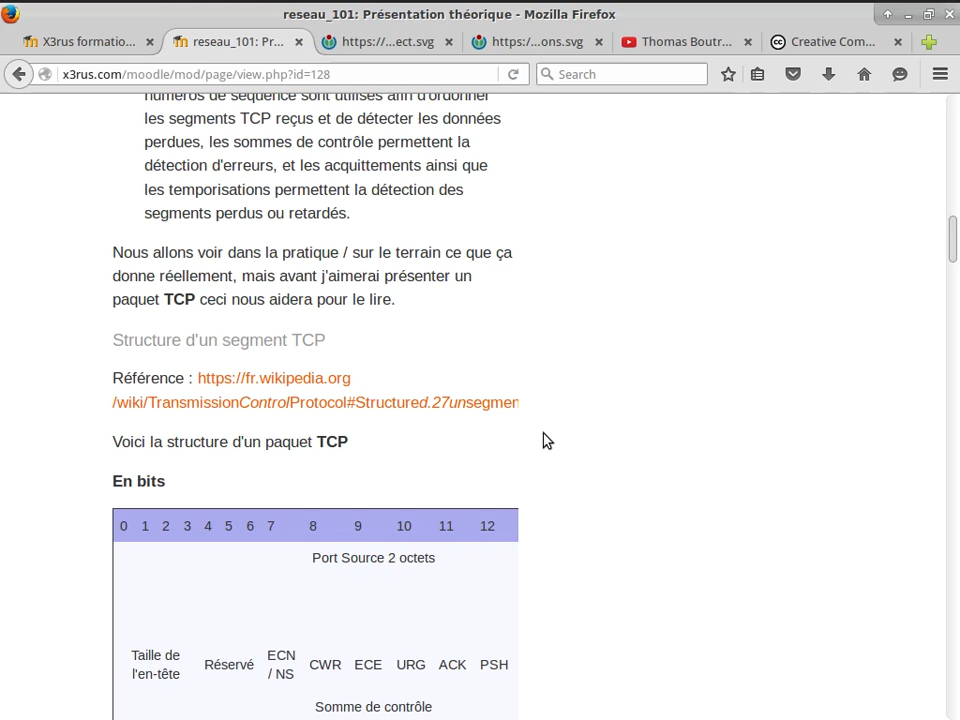 reseau_101: Présentation théorique - Mozilla Firefox
X3rus formatio...
reseau_101: Pr...
https://...ect.svg
https:/...ons.svg
Thomas Boutr...
Creative Com...
x3rus.com/moodle/mod/page/view.php?id=128
Search
numéros de séquence sont utilisés afin d'ordonner
les segments TCP reçus et de détecter les données
perdues, les sommes de contrôle permettent la
détection d'erreurs, et les acquittements ainsi que
les temporisations permettent la détection des
segments perdus ou retardés.
Nous allons voir dans la pratique / sur le terrain ce que ça
donne réellement, mais avant j'aimerai présenter un
paquet TCP ceci nous aidera pour le lire.
Structure d'un segment TCP
Référence : https://fr.wikipedia.org
/wiki/TransmissionControlProtocol#Structured.27unsegmen
Voici la structure d'un paquet TCP
En bits
0 1 2 3 4 5 6 7 8 9 10 11 12
Port Source 2 octets
Taille de
l'en-tête
Réservé
ECN
/ NS
CWR ECE URG ACK PSH
Somme de contrôle